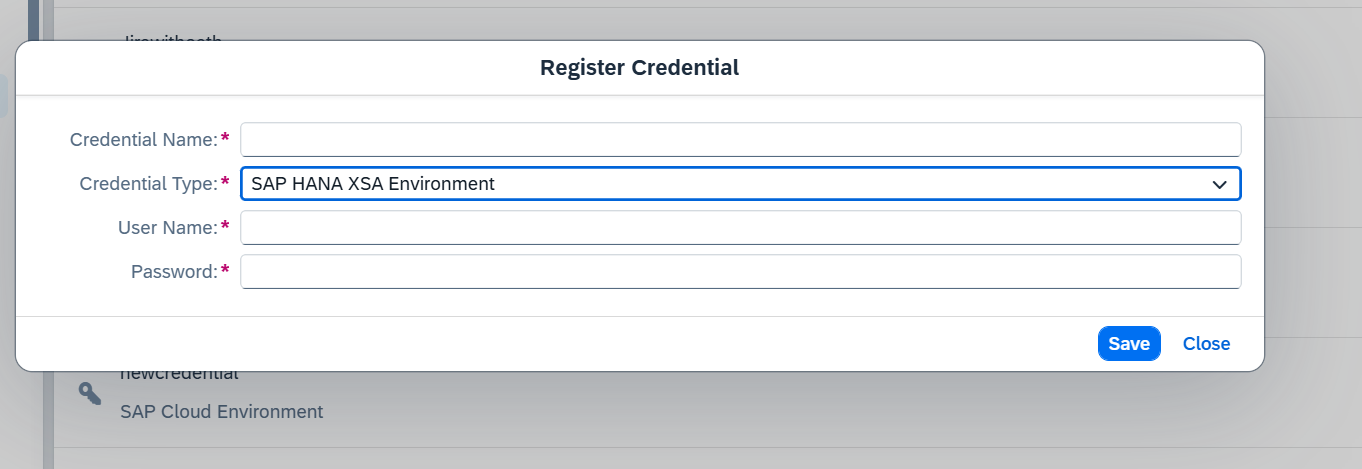 Register Credential
Credential Name:*
Credential Type:* SAP HANA XSA Environment
User Name:*
Password:*
Save Close
newcredential
SAP Cloud Environment